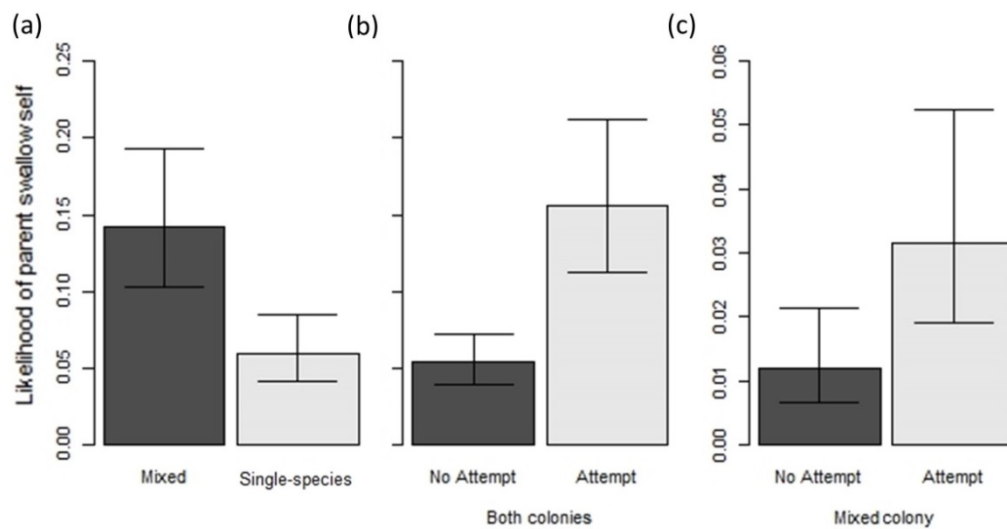 (a)
(b)
(c)
Likelihood of parent swallow self
0.25
0.20
0.15
0.10
0.05
0.00
0.06
0.05
0.04
0.03
0.02
0.01
0.00
Mixed
Single-species
No Attempt
Attempt
No Attempt
Attempt
Both colonies
Mixed colony